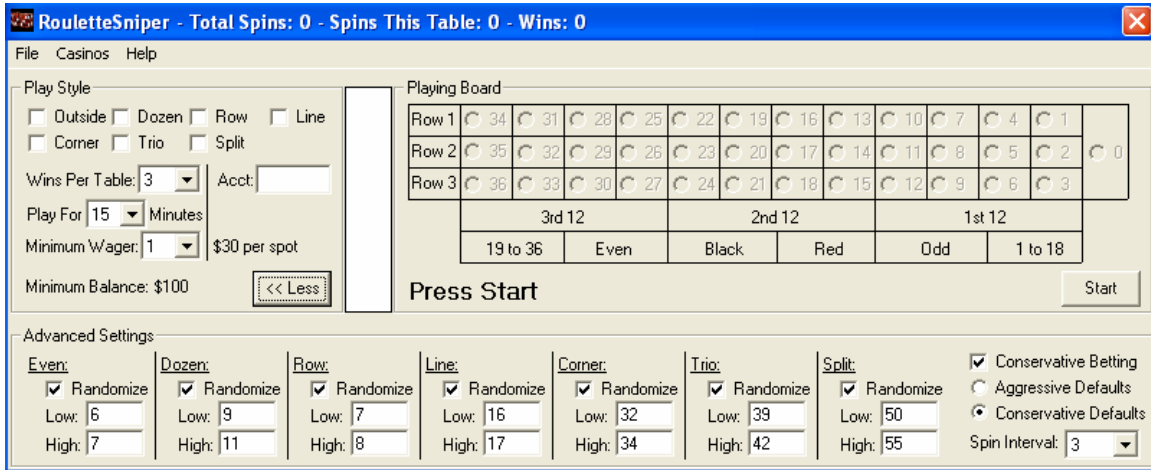 RouletteSniper - Total Spins: 0 - Spins This Table: 0 - Wins: 0
File Casinos Help
Play Style
Outside Dozen Row Line
Corner Trio Split
Wins Per Table: 3 Acct:
Play For 15 Minutes
Minimum Wager: 1 $30 per spot
Minimum Balance: $100 << Less
Playing Board
Row 1 34 31 28 25 22 19 16 13 10 7 4 1
Row 2 35 32 29 26 23 20 17 14 11 8 5 2 0
Row 3 36 33 30 27 24 21 18 15 12 9 6 3
3rd 12 2nd 12 1st 12
19 to 36 Even Black Red Odd 1 to 18
Press Start Start
Advanced Settings
Even: Dozen: Row: Line: Corner: Trio: Split: Conservative Betting
Randomize Randomize Randomize Randomize Randomize Randomize Randomize Aggressive Defaults
Low: 6 Low: 9 Low: 7 Low: 16 Low: 32 Low: 39 Low: 50 Conservative Defaults
High: 7 High: 11 High: 8 High: 17 High: 34 High: 42 High: 55 Spin Interval: 3